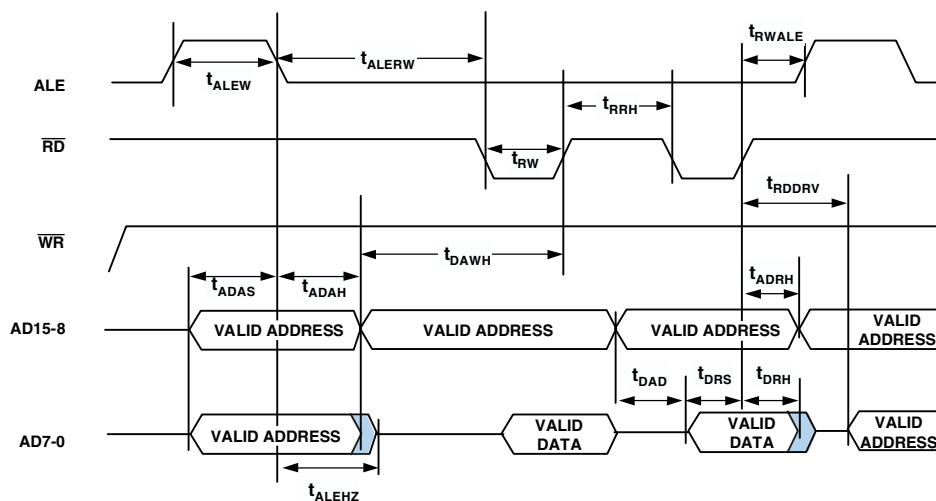 tRWALE
tALEW
tALERW
ALE
tRRH
RD
tRW
tRDDRV
WR
tDAWH
tADAS
tADAH
tADRH
AD15-8
VALID ADDRESS
VALID ADDRESS
VALID ADDRESS
VALID
ADDRESS
tDAD
tDRS
tDRH
AD7-0
VALID ADDRESS
VALID
DATA
VALID
DATA
VALID
ADDRESS
tALEHZ